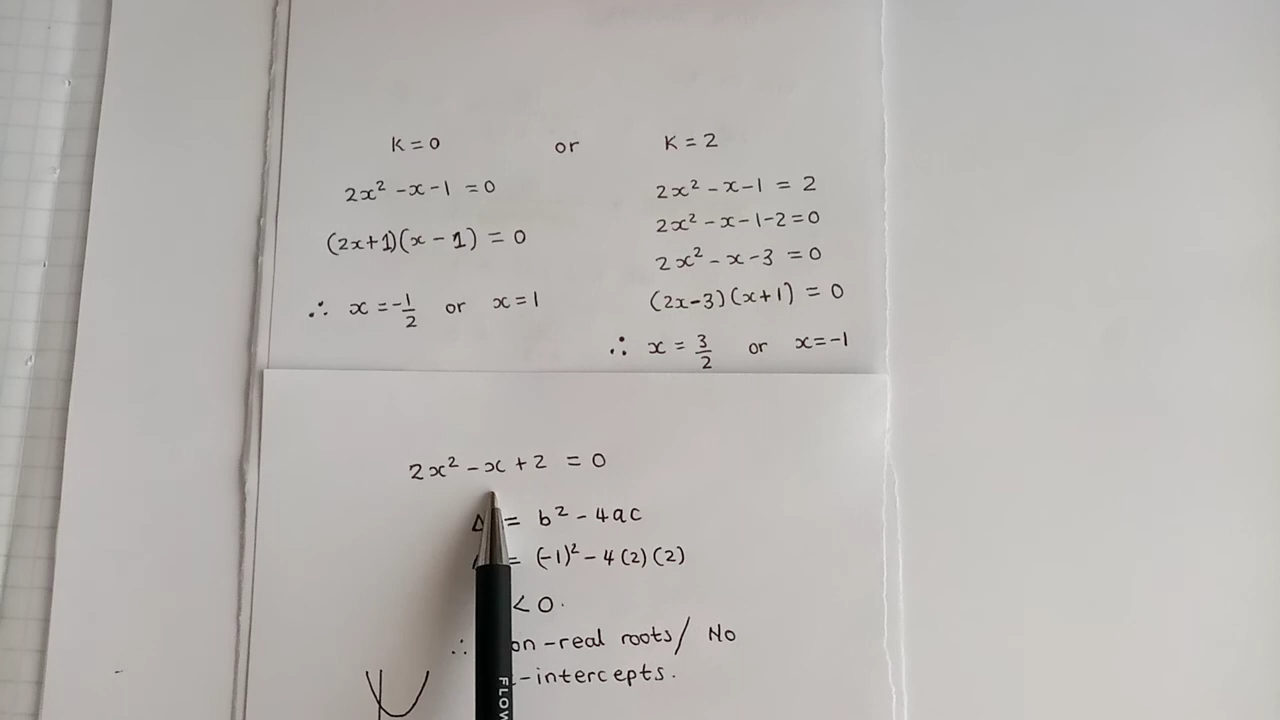 K = 0 or K = 2
2x² - x - 1 = 0
(2x+1)(x - 1) = 0
∴ x = -1/2 or x = 1
2x² - x - 1 = 2
2x² - x - 1 - 2 = 0
2x² - x - 3 = 0
(2x-3)(x+1) = 0
∴ x = 3/2 or x = -1
2x² - x + 2 = 0
Δ = b² - 4ac
= (-1)² - 4(2)(2)
< 0.
∴ on-real roots/ No
-intercepts.
FLOW